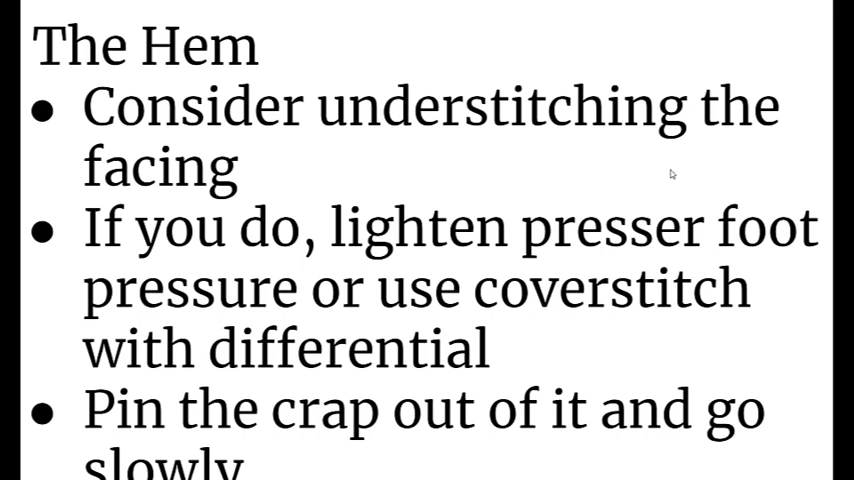 The Hem
● Consider understitching the
facing
● If you do, lighten presser foot
pressure or use coverstitch
with differential
● Pin the crap out of it and go
slowly